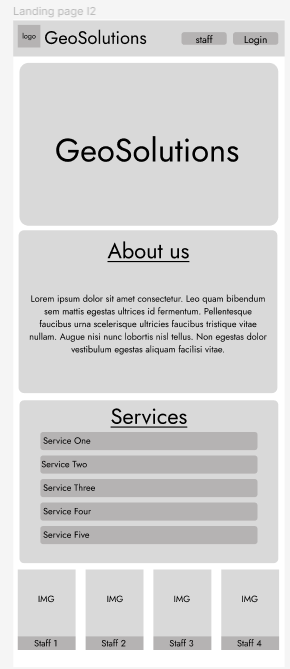 Landing page I2
logo GeoSolutions staff Login
GeoSolutions
About us
Lorem ipsum dolor sit amet consectetur. Leo quam bibendum
sem mattis egestas ultrices id fermentum. Pellentesque
faucibus urna scelerisque ultricies faucibus tristique vitae
nullam. Augue nisi nunc lobortis nisl tellus. Non egestas dolor
vestibulum egestas aliquam facilisi vitae.
Services
Service One
Service Two
Service Three
Service Four
Service Five
IMG IMG IMG IMG
Staff 1 Staff 2 Staff 3 Staff 4